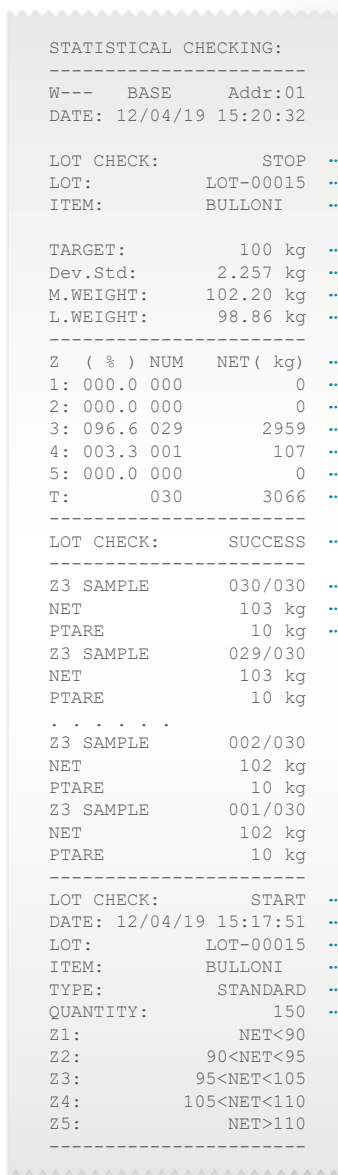 STATISTICAL CHECKING:
------------------------
W--- BASE Addr:01
DATE: 12/04/19 15:20:32
LOT CHECK: STOP
LOT: LOT-00015
ITEM: BULLONI
TARGET: 100 kg
Dev.Std: 2.257 kg
M.WEIGHT: 102.20 kg
L.WEIGHT: 98.86 kg
------------------------
Z ( % ) NUM NET( kg)
1: 000.0 000 0
2: 000.0 000 0
3: 096.6 029 2959
4: 003.3 001 107
5: 000.0 000 0
T: 030 3066
------------------------
LOT CHECK: SUCCESS
------------------------
Z3 SAMPLE 030/030
NET 103 kg
PTARE 10 kg
Z3 SAMPLE 029/030
NET 103 kg
PTARE 10 kg
. . . . . .
Z3 SAMPLE 002/030
NET 102 kg
PTARE 10 kg
Z3 SAMPLE 001/030
NET 102 kg
PTARE 10 kg
------------------------
LOT CHECK: START
DATE: 12/04/19 15:17:51
LOT: LOT-00015
ITEM: BULLONI
TYPE: STANDARD
QUANTITY: 150
Z1: NET<90
Z2: 90<NET<95
Z3: 95<NET<105
Z4: 105<NET<110
Z5: NET>110
------------------------